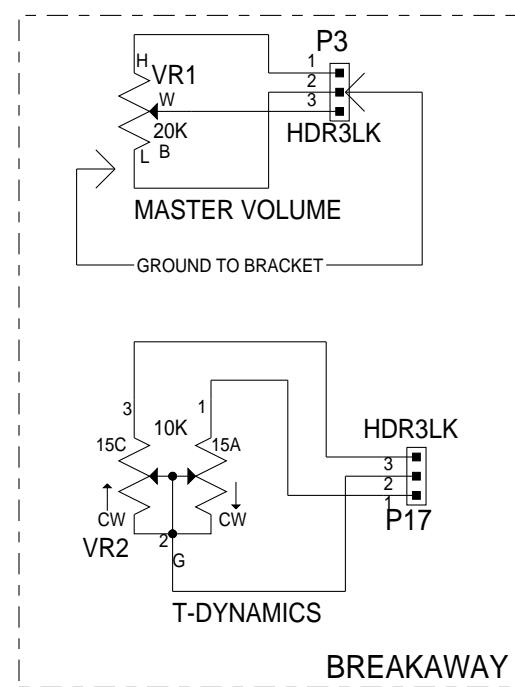 P3
1
H
VR1
2
W
3
20K
HDR3LK
L
B
MASTER VOLUME
GROUND TO BRACKET
3
1
10K
HDR3LK
15C
15A
3
2
CW
CW
1
P17
VR2
2
G
T-DYNAMICS
BREAKAWAY